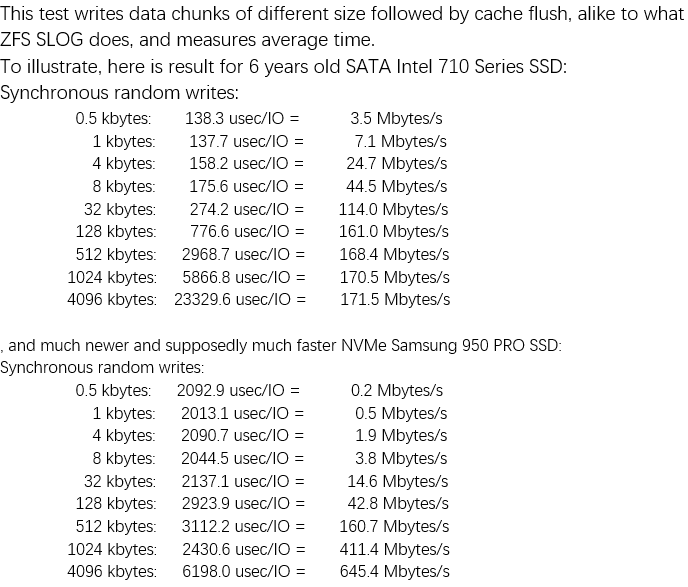 This test writes data chunks of different size followed by cache flush, alike to what
ZFS SLOG does, and measures average time.
To illustrate, here is result for 6 years old SATA Intel 710 Series SSD:
Synchronous random writes:
0.5 kbytes: 138.3 usec/IO = 3.5 Mbytes/s
1 kbytes: 137.7 usec/IO = 7.1 Mbytes/s
4 kbytes: 158.2 usec/IO = 24.7 Mbytes/s
8 kbytes: 175.6 usec/IO = 44.5 Mbytes/s
32 kbytes: 274.2 usec/IO = 114.0 Mbytes/s
128 kbytes: 776.6 usec/IO = 161.0 Mbytes/s
512 kbytes: 2968.7 usec/IO = 168.4 Mbytes/s
1024 kbytes: 5866.8 usec/IO = 170.5 Mbytes/s
4096 kbytes: 23329.6 usec/IO = 171.5 Mbytes/s
, and much newer and supposedly much faster NVMe Samsung 950 PRO SSD:
Synchronous random writes:
0.5 kbytes: 2092.9 usec/IO = 0.2 Mbytes/s
1 kbytes: 2013.1 usec/IO = 0.5 Mbytes/s
4 kbytes: 2090.7 usec/IO = 1.9 Mbytes/s
8 kbytes: 2044.5 usec/IO = 3.8 Mbytes/s
32 kbytes: 2137.1 usec/IO = 14.6 Mbytes/s
128 kbytes: 2923.9 usec/IO = 42.8 Mbytes/s
512 kbytes: 3112.2 usec/IO = 160.7 Mbytes/s
1024 kbytes: 2430.6 usec/IO = 411.4 Mbytes/s
4096 kbytes: 6198.0 usec/IO = 645.4 Mbytes/s